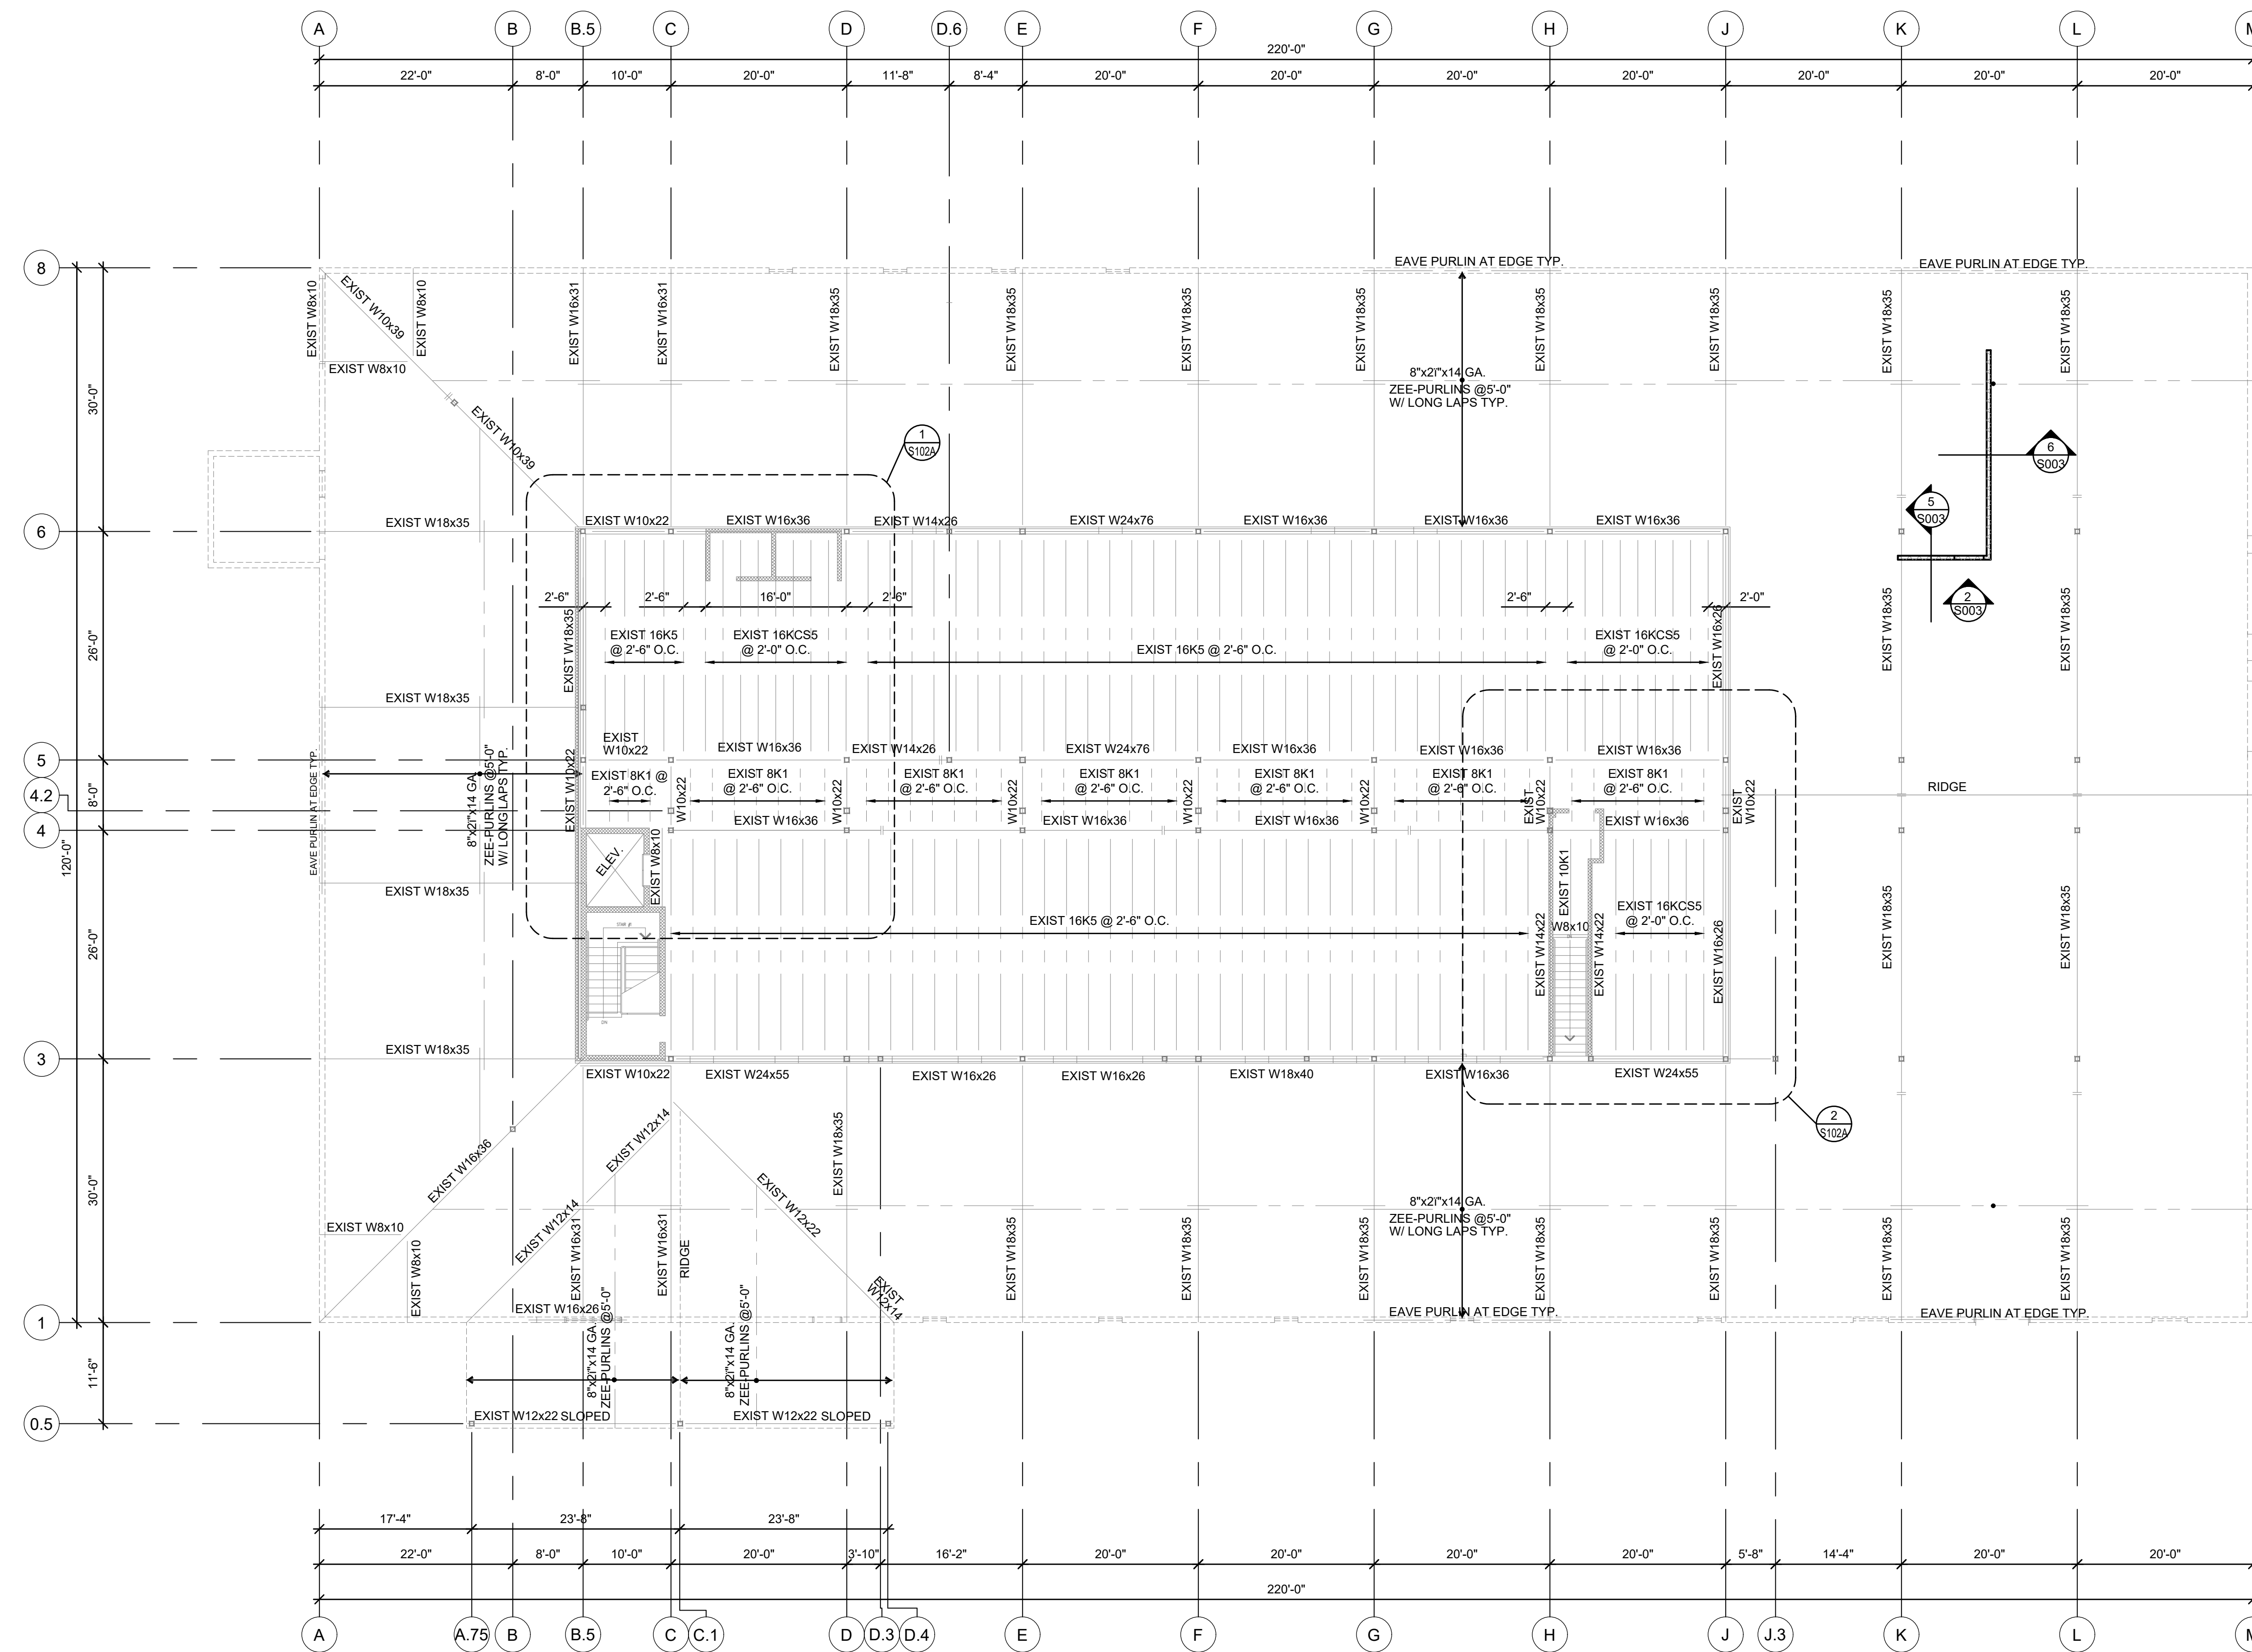 A B B.5 C D D.6 E F G H J K L M
220'-0"
22'-0" 8'-0" 10'-0" 20'-0" 11'-8" 8'-4" 20'-0" 20'-0" 20'-0" 20'-0" 20'-0" 20'-0" 20'-0"
8
EAVE PURLIN AT EDGE TYP.
EAVE PURLIN AT EDGE TYP.
EXIST W8x10
EXIST W10x39
EXIST W8x10
EXIST W16x31
EXIST W16x31
EXIST W18x35
EXIST W18x35
EXIST W18x35
EXIST W18x35
EXIST W18x35
EXIST W18x35
EXIST W18x35
EXIST W18x35
EXIST W8x10
8"x2ï"x14 GA.
ZEE-PURLINS @5'-0"
W/ LONG LAPS TYP.
30'-0"
EXIST W10x39
1
S102A
6
S003
5
S003
2
S003
6
EXIST W18x35
EXIST W10x22
EXIST W16x36
EXIST W14x26
EXIST W24x76
EXIST W16x36
EXIST W16x36
EXIST W16x36
2'-6" 2'-6" 16'-0" 2'-6" 2'-6" 2'-0"
26'-0"
EXIST W18x35
EXIST 16K5
@ 2'-6" O.C.
EXIST 16KCS5
@ 2'-0" O.C.
EXIST 16K5 @ 2'-6" O.C.
EXIST 16KCS5
@ 2'-0" O.C.
EXIST W16x26
EXIST W18x35
EXIST W18x35
EXIST W18x35
5
EXIST
W10x22
EXIST W16x36
EXIST W14x26
EXIST W24x76
EXIST W16x36
EXIST W16x36
EXIST W16x36
4.2
8'-0"
4
120'-0"
EAVE PURLIN AT EDGE TYP.
8"x2ï"x14 GA.
ZEE-PURLINS @5'-0"
W/ LONG LAPS TYP.
EXIST W10x22
EXIST 8K1 @
2'-6" O.C.
W10x22
EXIST 8K1
@ 2'-6" O.C.
W10x22
EXIST 8K1
@ 2'-6" O.C.
W10x22
EXIST 8K1
@ 2'-6" O.C.
W10x22
EXIST 8K1
@ 2'-6" O.C.
W10x22
EXIST 8K1
@ 2'-6" O.C.
EXIST
W10x22
EXIST 8K1
@ 2'-6" O.C.
EXIST
W10x22
RIDGE
EXIST W16x36
EXIST W16x36
EXIST W16x36
EXIST W16x36
ELEV.
EXIST W8x10
EXIST W18x35
EXIST 10K1
26'-0"
EXIST 16K5 @ 2'-6" O.C.
EXIST W14x22
W8x10
DN
EXIST W14x22
EXIST 16KCS5
@ 2'-0" O.C.
EXIST W16x26
EXIST W18x35
EXIST W18x35
DN
3
EXIST W18x35
EXIST W10x22
EXIST W24x55
EXIST W16x26
EXIST W16x26
EXIST W18x40
EXIST W16x36
EXIST W24x55
2
S102A
30'-0"
EXIST W16x36
EXIST W12x14
EXIST W18x35
EXIST W12x14
EXIST W12x22
8"x2ï"x14 GA.
ZEE-PURLINS @5'-0"
W/ LONG LAPS TYP.
EXIST W8x10
EXIST W8x10
EXIST W16x31
EXIST W16x31
RIDGE
EXIST
W12x14
EXIST W18x35
EXIST W18x35
EXIST W18x35
EXIST W18x35
EXIST W18x35
EXIST W18x35
EXIST W18x35
1
EXIST W16x26
EAVE PURLIN AT EDGE TYP.
EAVE PURLIN AT EDGE TYP.
11'-6"
8"x2ï"x14 GA.
ZEE-PURLINS @5'-0"
8"x2ï"x14 GA.
ZEE-PURLINS @5'-0"
0.5
EXIST W12x22 SLOPED
EXIST W12x22 SLOPED
17'-4" 23'-8" 23'-8"
22'-0" 8'-0" 10'-0" 20'-0" 3'-10" 16'-2" 20'-0" 20'-0" 20'-0" 20'-0" 5'-8" 14'-4" 20'-0" 20'-0"
220'-0"
A A.75 B B.5 C C.1 D D.3 D.4 E F G H J J.3 K L M